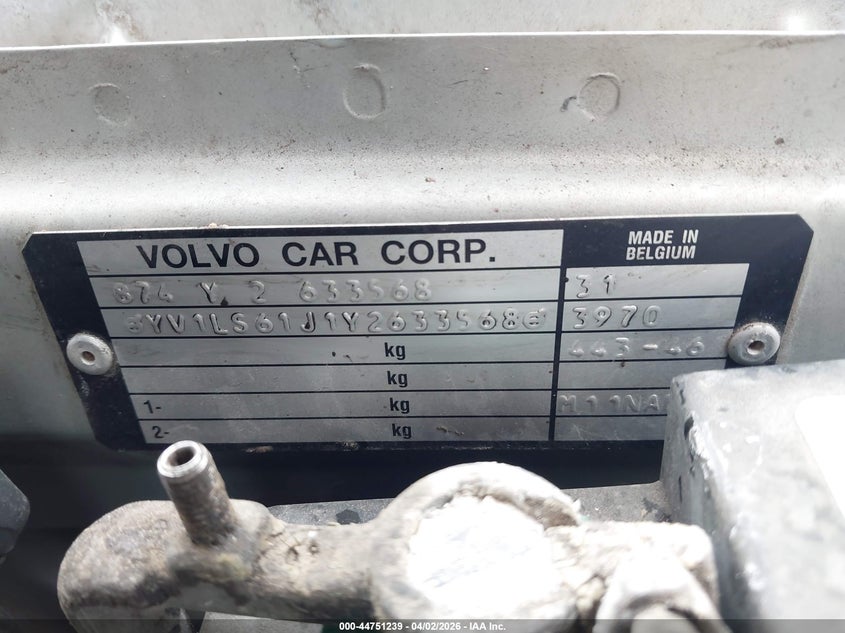 VOLVO CAR CORP.
MADE IN
BELGIUM
874 Y 2 633568
31
YV1LS61J1Y2633568
3970
kg
443-46
kg
1- kg
M11NA
2- kg
000-44751239 | 04/02/2026 - IAA Inc.